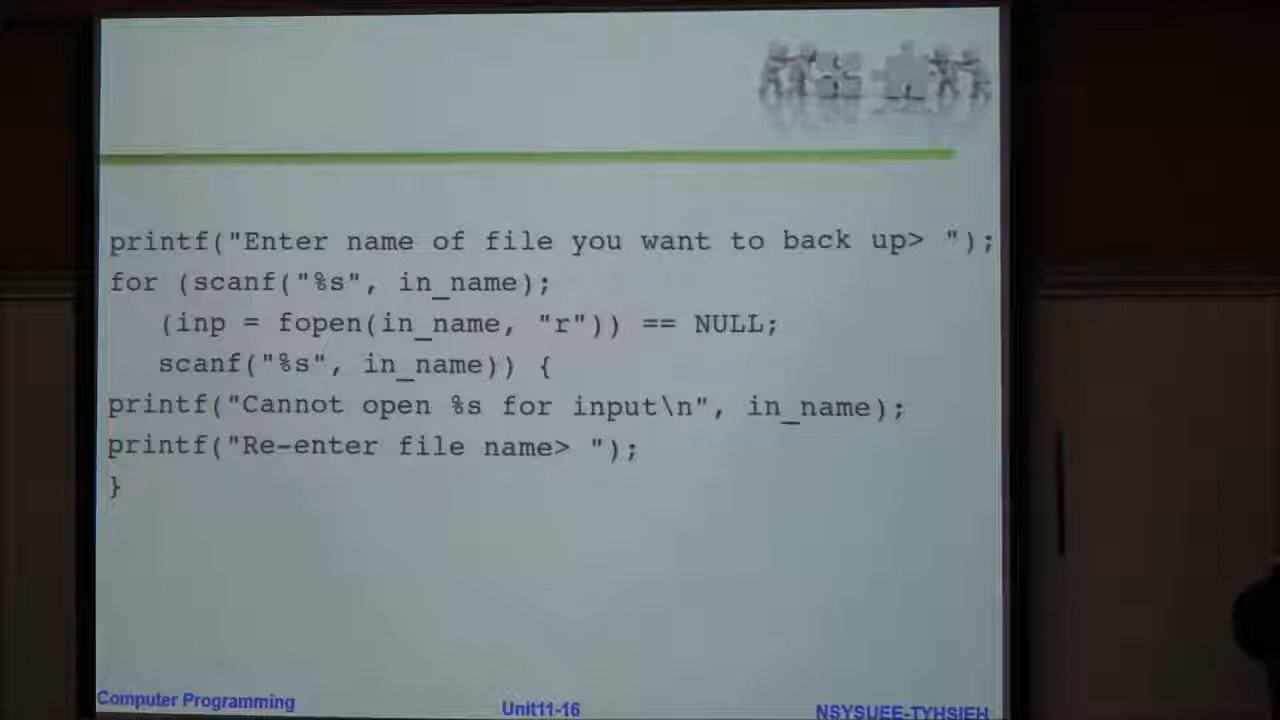 printf("Enter name of file you want to back up> ");
for (scanf("%s", in_name);
(inp = fopen(in_name, "r")) == NULL;
scanf("%s", in_name)) {
printf("Cannot open %s for input\n", in_name);
printf("Re-enter file name> ");
}
Computer Programming
Unit11-16
NSYSUEE-TYHSIEH